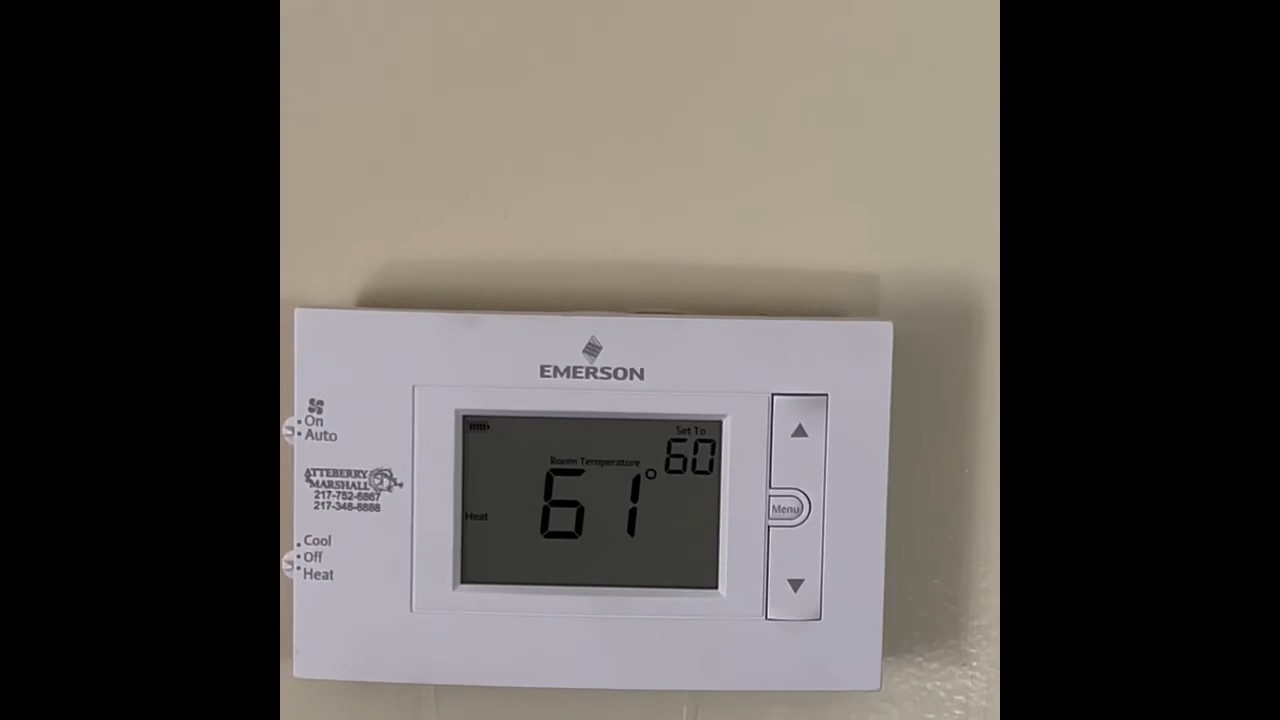 EMERSON
On
Auto
ATTEBERRY
MARSHALL
217-752-6867
217-348-8888
Cool
Off
Heat
Set To
60
Room Temperature
61°
Heat
Menu